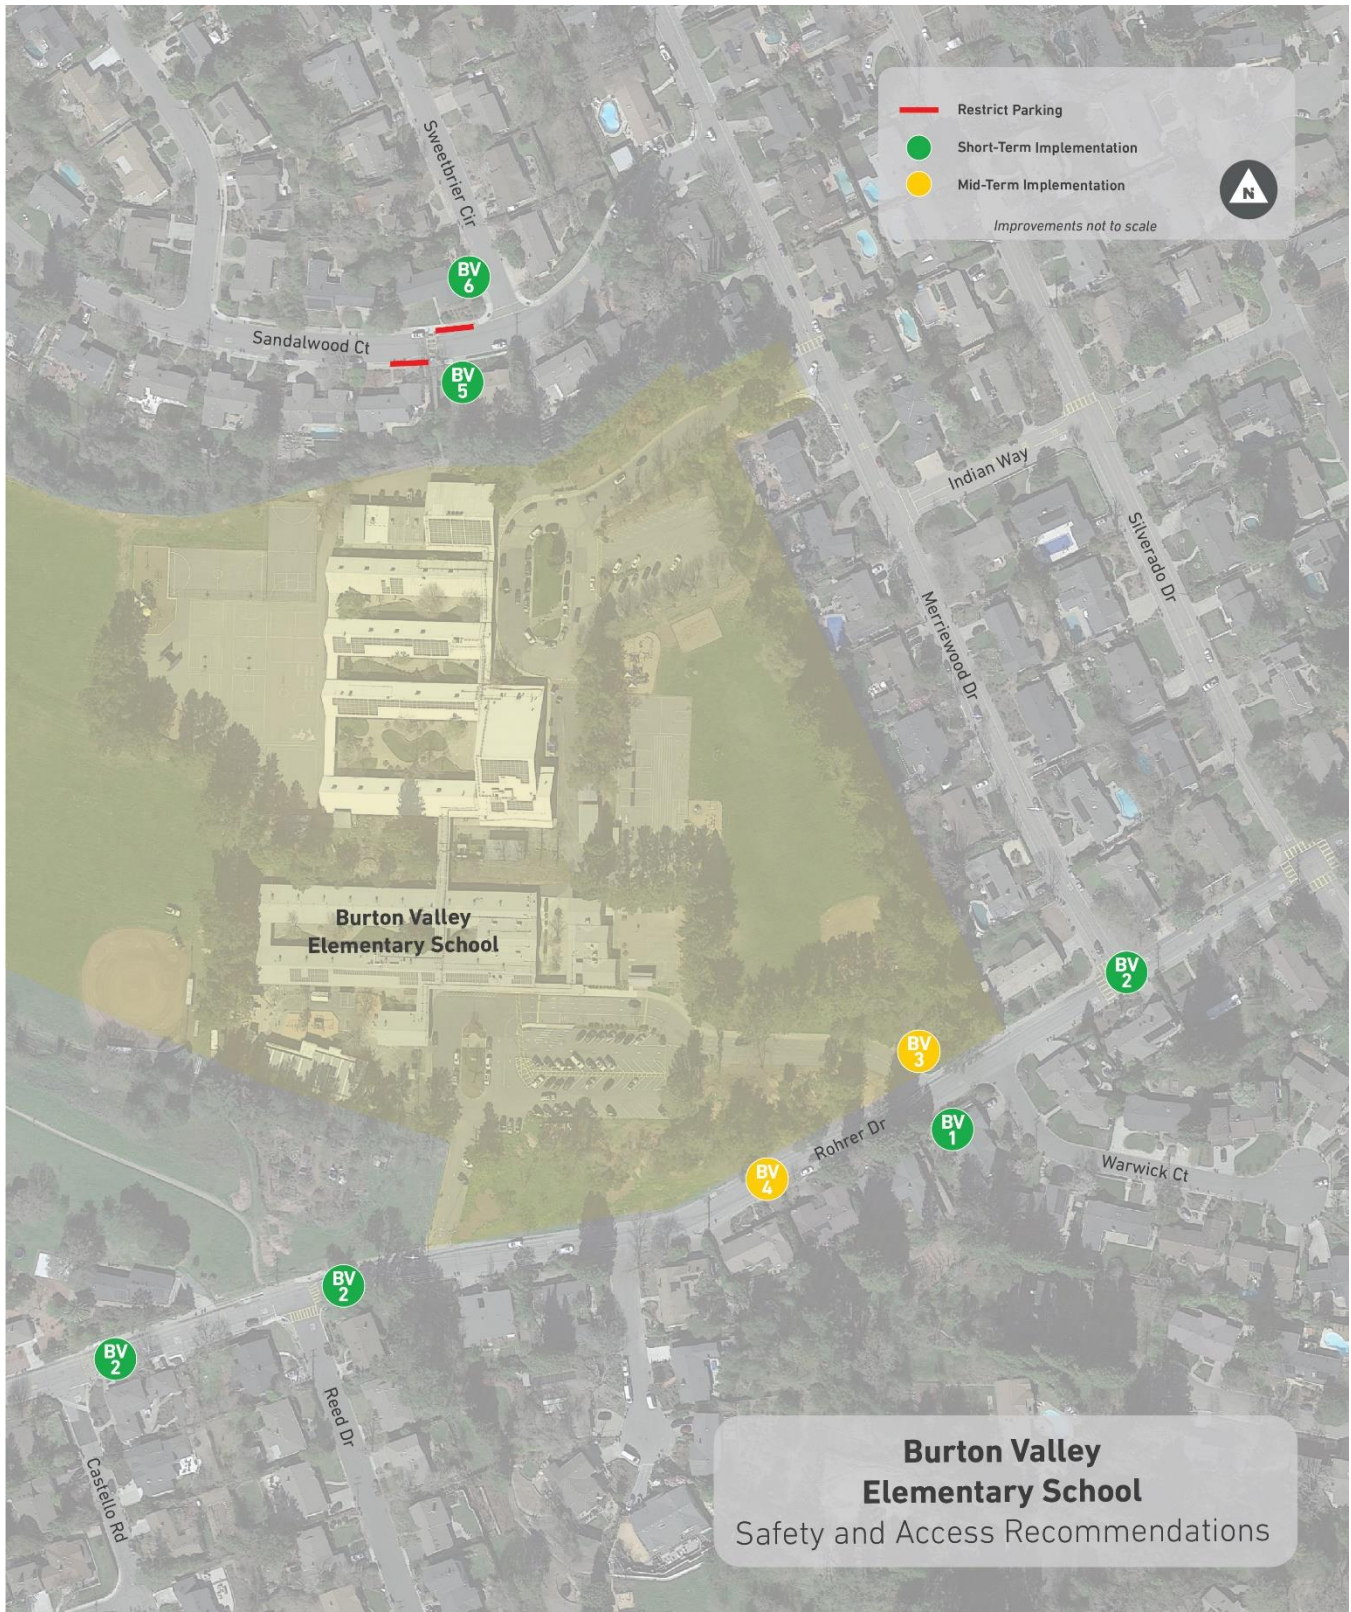 Restrict Parking
Short-Term Implementation
Mid-Term Implementation
N
Improvements not to scale
Sweetbrier Cir
BV
6
Sandalwood Ct
BV
5
Indian Way
Silverado Dr
Merriewood Dr
Burton Valley
Elementary School
BV
2
BV
3
BV
1
Rohrer Dr
Warwick Ct
BV
4
BV
2
BV
2
Reed Dr
Castello Rd
Burton Valley
Elementary School
Safety and Access Recommendations